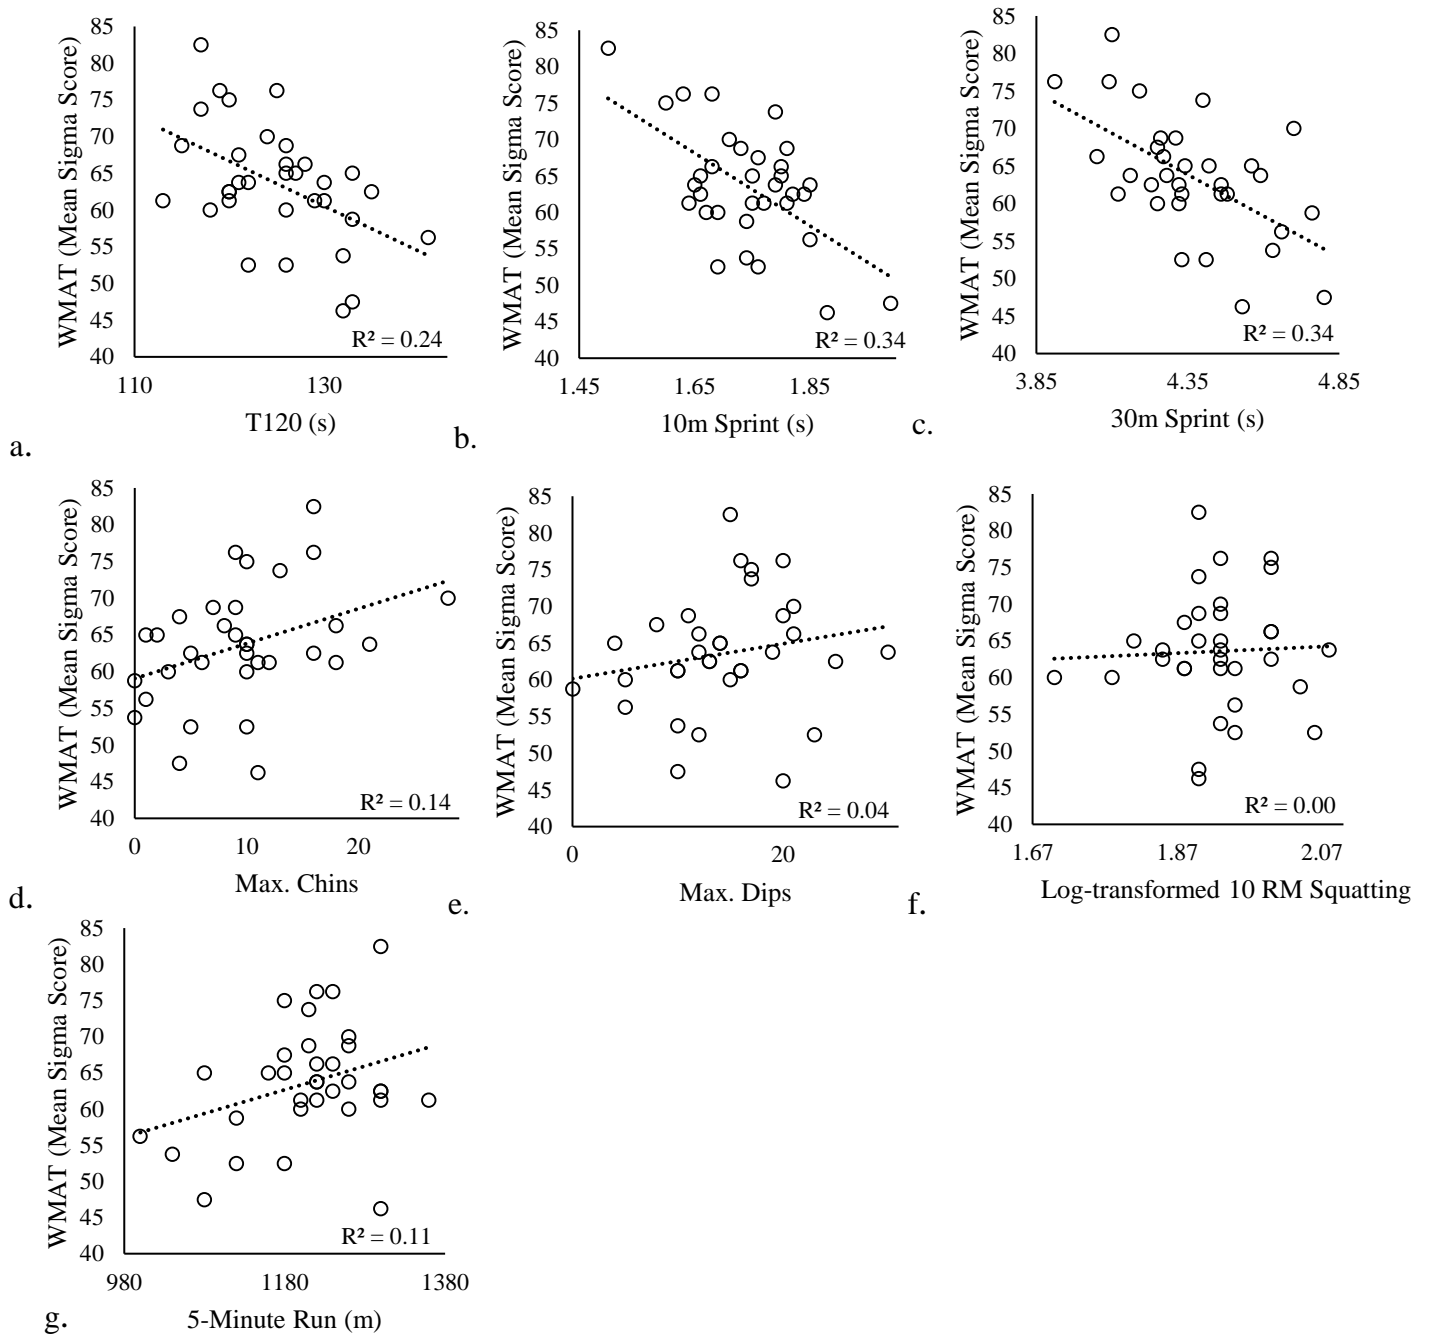 WMAT (Mean Sigma Score)
85
80
75
70
65
60
55
50
45
40
R² = 0.24
110 130
T120 (s)
a.
WMAT (Mean Sigma Score)
85
80
75
70
65
60
55
50
45
40
R² = 0.34
1.45 1.65 1.85
10m Sprint (s)
b.
WMAT (Mean Sigma Score)
85
80
75
70
65
60
55
50
45
40
R² = 0.34
3.85 4.35 4.85
30m Sprint (s)
c.
WMAT (Mean Sigma Score)
85
80
75
70
65
60
55
50
45
40
R² = 0.14
0 10 20
Max. Chins
d.
WMAT (Mean Sigma Score)
85
80
75
70
65
60
55
50
45
40
R² = 0.04
0 20
Max. Dips
e.
WMAT (Mean Sigma Score)
85
80
75
70
65
60
55
50
45
40
R² = 0.00
1.67 1.87 2.07
Log-transformed 10 RM Squatting
f.
WMAT (Mean Sigma Score)
85
80
75
70
65
60
55
50
45
40
R² = 0.11
980 1180 1380
5-Minute Run (m)
g.